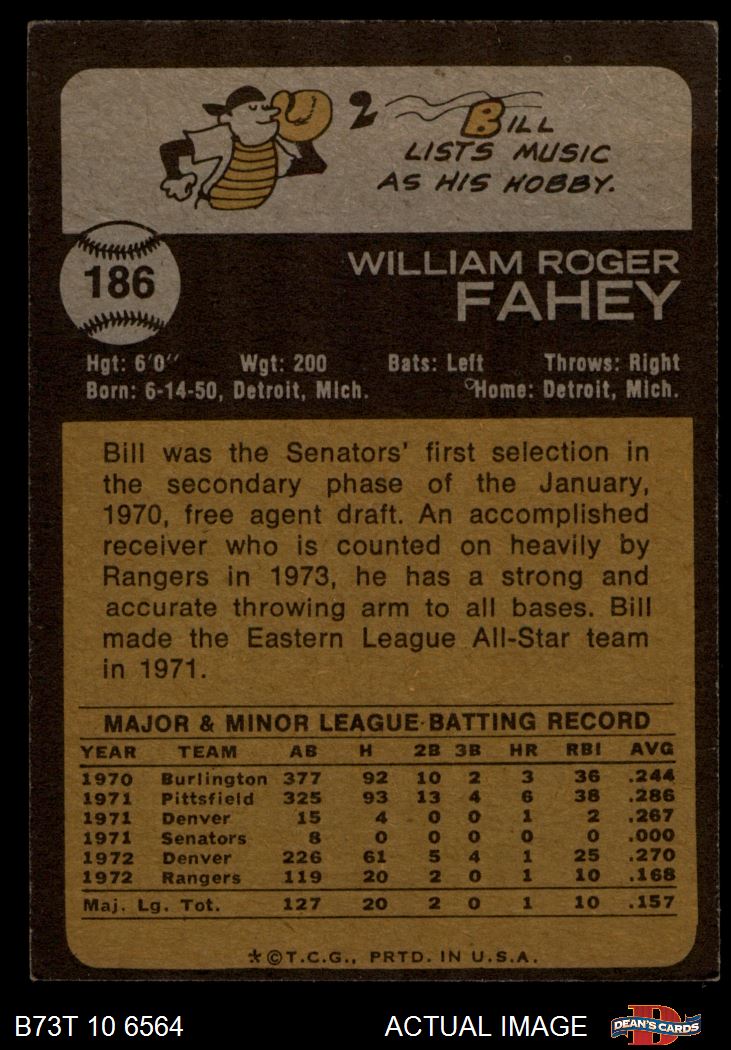 2 BILL
LISTS MUSIC
AS HIS HOBBY.
186
WILLIAM ROGER
FAHEY
Hgt: 6'0" Wgt: 200 Bats: Left Throws: Right
Born: 6-14-50, Detroit, Mich. Home: Detroit, Mich.
Bill was the Senators' first selection in
the secondary phase of the January,
1970, free agent draft. An accomplished
receiver who is counted on heavily by
Rangers in 1973, he has a strong and
accurate throwing arm to all bases. Bill
made the Eastern League All-Star team
in 1971.
MAJOR & MINOR LEAGUE BATTING RECORD
YEAR TEAM AB H 2B 3B HR RBI AVG
1970 Burlington 377 92 10 2 3 36 .244
1971 Pittsfield 325 93 13 4 6 38 .286
1971 Denver 15 4 0 0 1 2 .267
1971 Senators 8 0 0 0 0 0 .000
1972 Denver 226 61 5 4 1 25 .270
1972 Rangers 119 20 2 0 1 10 .168
Maj. Lg. Tot. 127 20 2 0 1 10 .157
*©T.C.G., PRTD. IN U.S.A.
B73T 10 6564 ACTUAL IMAGE D DEAN'S CARDS